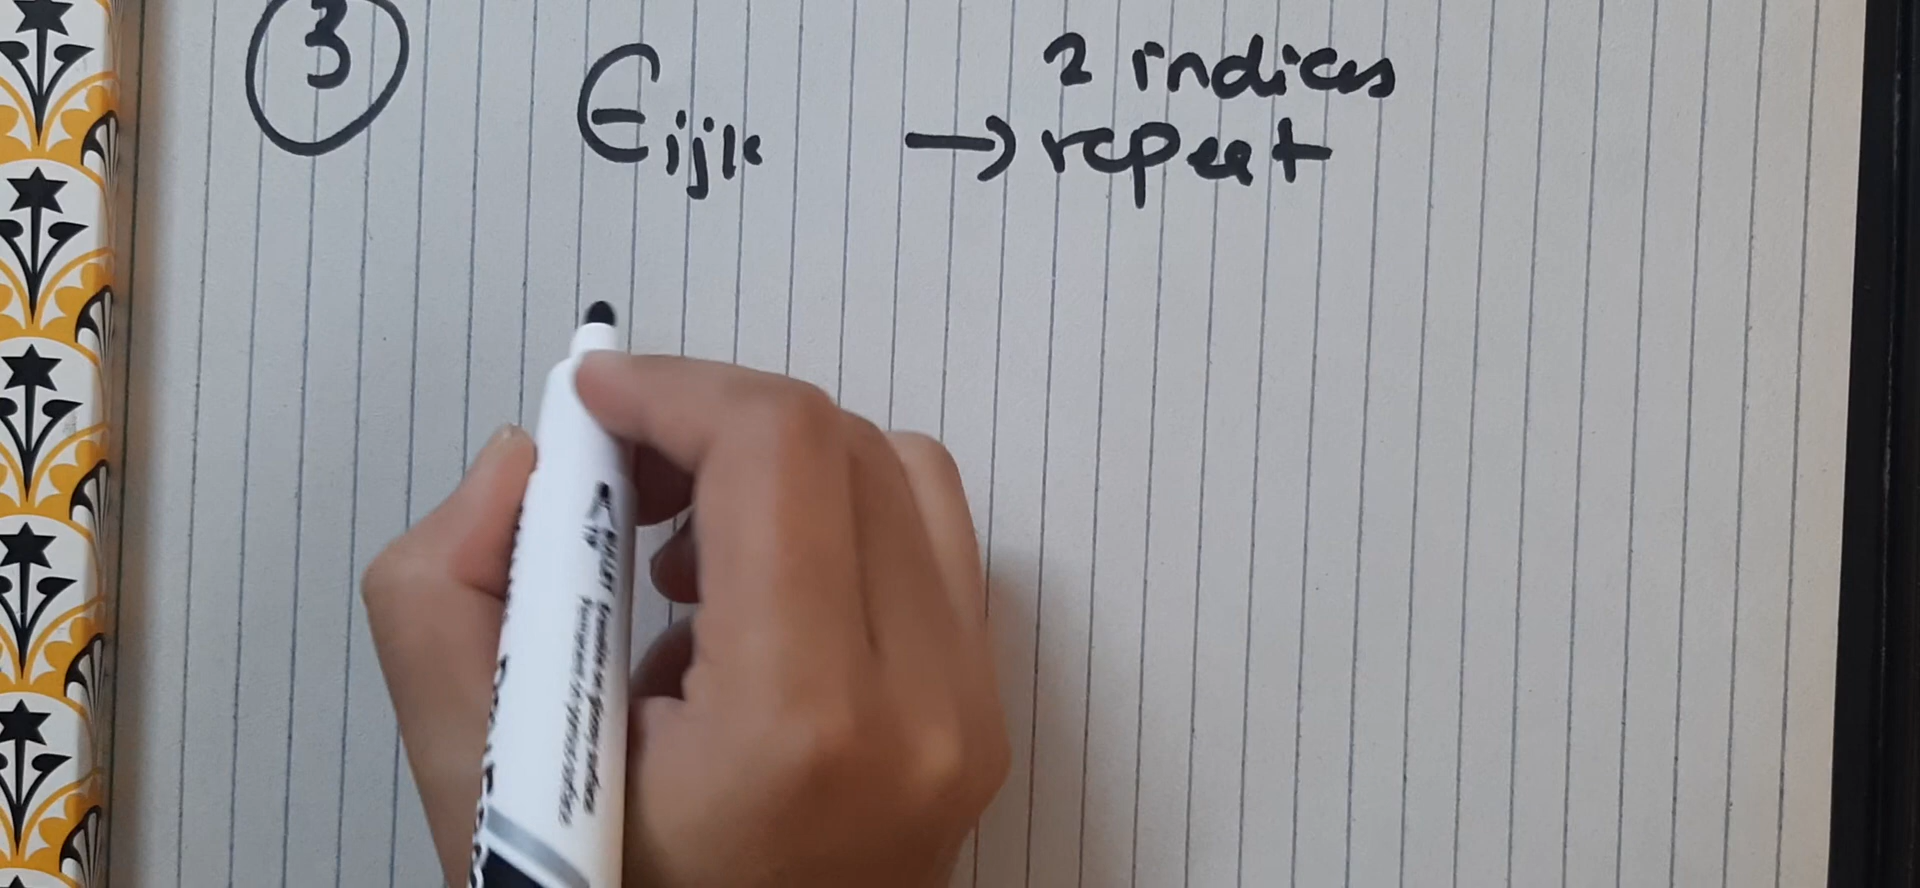 3
ϵijk → 2 indices
repeat